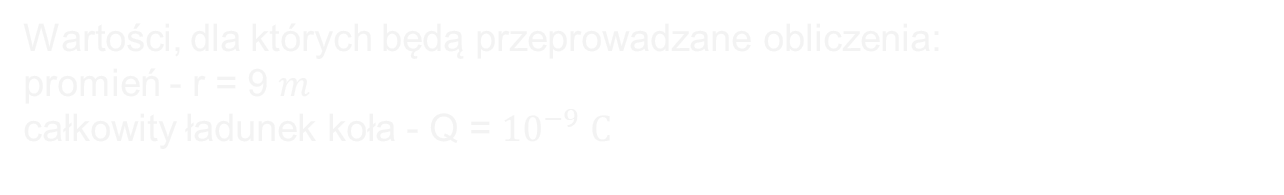 Wartości, dla których będą przeprowadzane obliczenia:
promień - r = 9 m
całkowity ładunek koła - Q = 10⁻⁹ C